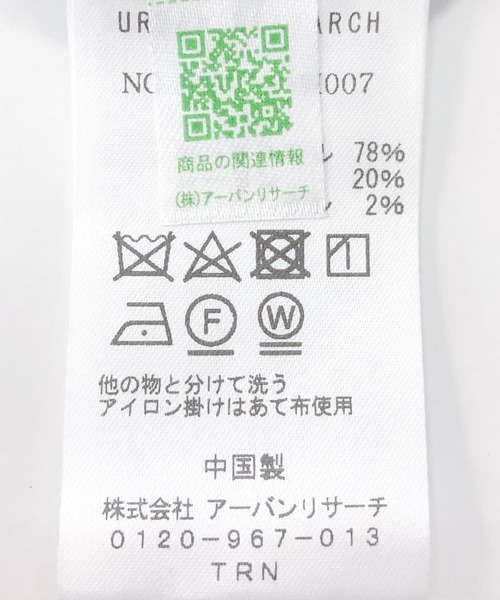 UR ARCH
007
商品の関連情報
(株)アーバンリサーチ
ル 78%
20%
2%
F
W
他の物と分けて洗う
アイロン掛けはあて布使用
中国製
株式会社 アーバンリサーチ
0120-967-013
TRN